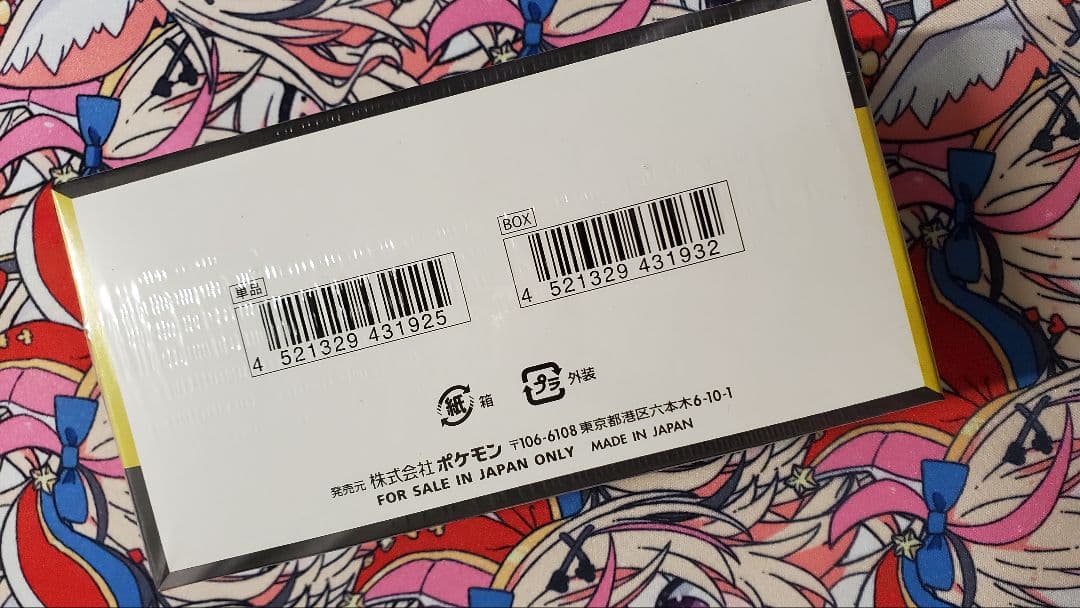 BOX
4 521329 431932
単品
4 521329 431925
紙 箱
プラ 外装
発売元 株式会社 ポケモン 〒106-6108 東京都港区六本木6-10-1
FOR SALE IN JAPAN ONLY MADE IN JAPAN